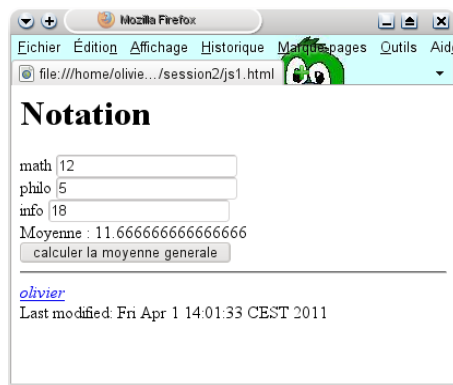 Mozilla Firefox
Fichier Édition Affichage Historique Marque-pages Outils Aid
file:///home/olivie.../session2/js1.html
Notation
math 12
philo 5
info 18
Moyenne : 11.666666666666666
calculer la moyenne generale
olivier
Last modified: Fri Apr 1 14:01:33 CEST 2011